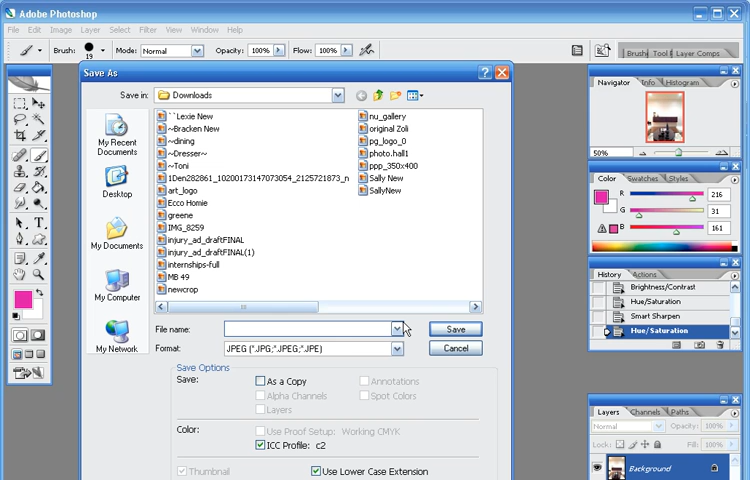 Adobe Photoshop
File Edit Image Layer Select Filter View Window Help
Brush: 19 Mode: Normal Opacity: 100% Flow: 100% Tool Layer Comps
Save As
Save in: Downloads
My Recent Documents
Desktop
My Documents
My Computer
My Network
``Lexie New
~Bracken New
~dining
~Dresser~
~Toni
1Den282861_10200173147073054_2125721873_n
art_logo
Ecco Homie
greene
IMG_8259
injury_ad_draftFINAL
injury_ad_draftFINAL(1)
internships-full
MB 49
newcrop
nu_gallery
original Zoli
pg_logo_0
photo.hall1
ppp_350x400
Sally New
SallyNew
File name: Save
Format: JPEG (*.JPG;*.JPEG;*.JPE) Cancel
Save Options
Save: As a Copy Annotations
Alpha Channels Spot Colors
Layers
Color: Use Proof Setup: Working CMYK
ICC Profile: c2
Thumbnail Use Lower Case Extension
Navigator Info Histogram
50%
Color Swatches Styles
R 216
G 31
B 161
History Actions
Brightness/Contrast
Hue/Saturation
Smart Sharpen
Hue/Saturation
Layers Channels Paths
Normal Opacity: 100%
Lock: Fill: 100%
Background